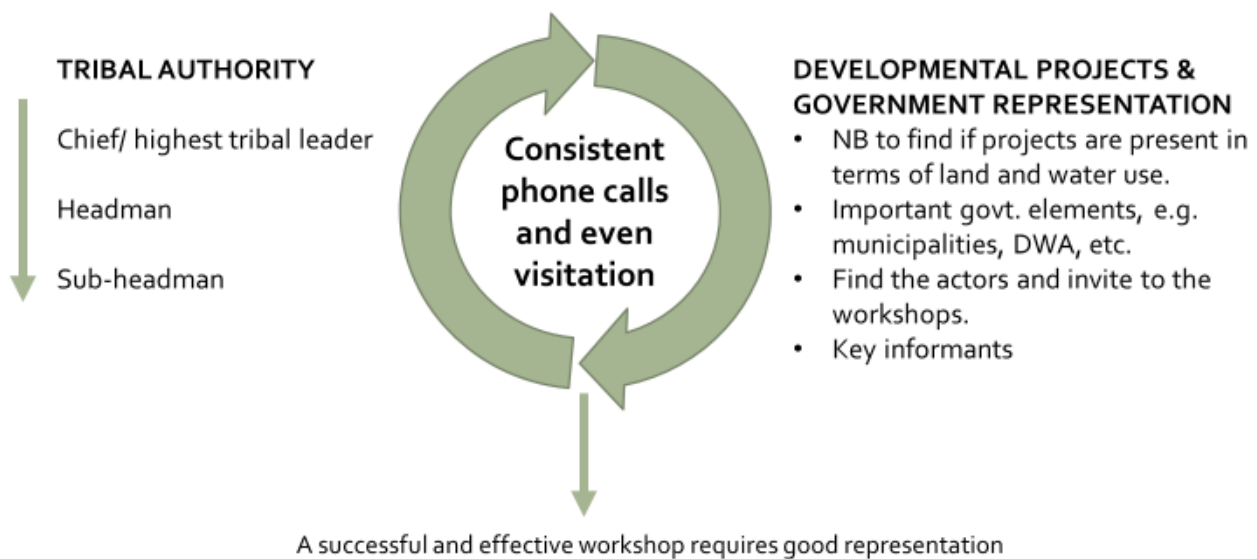 TRIBAL AUTHORITY
Chief/ highest tribal leader
Headman
Sub-headman
Consistent
phone calls
and even
visitation
DEVELOPMENTAL PROJECTS &
GOVERNMENT REPRESENTATION
• NB to find if projects are present in
terms of land and water use.
• Important govt. elements, e.g.
municipalities, DWA, etc.
• Find the actors and invite to the
workshops.
• Key informants
A successful and effective workshop requires good representation